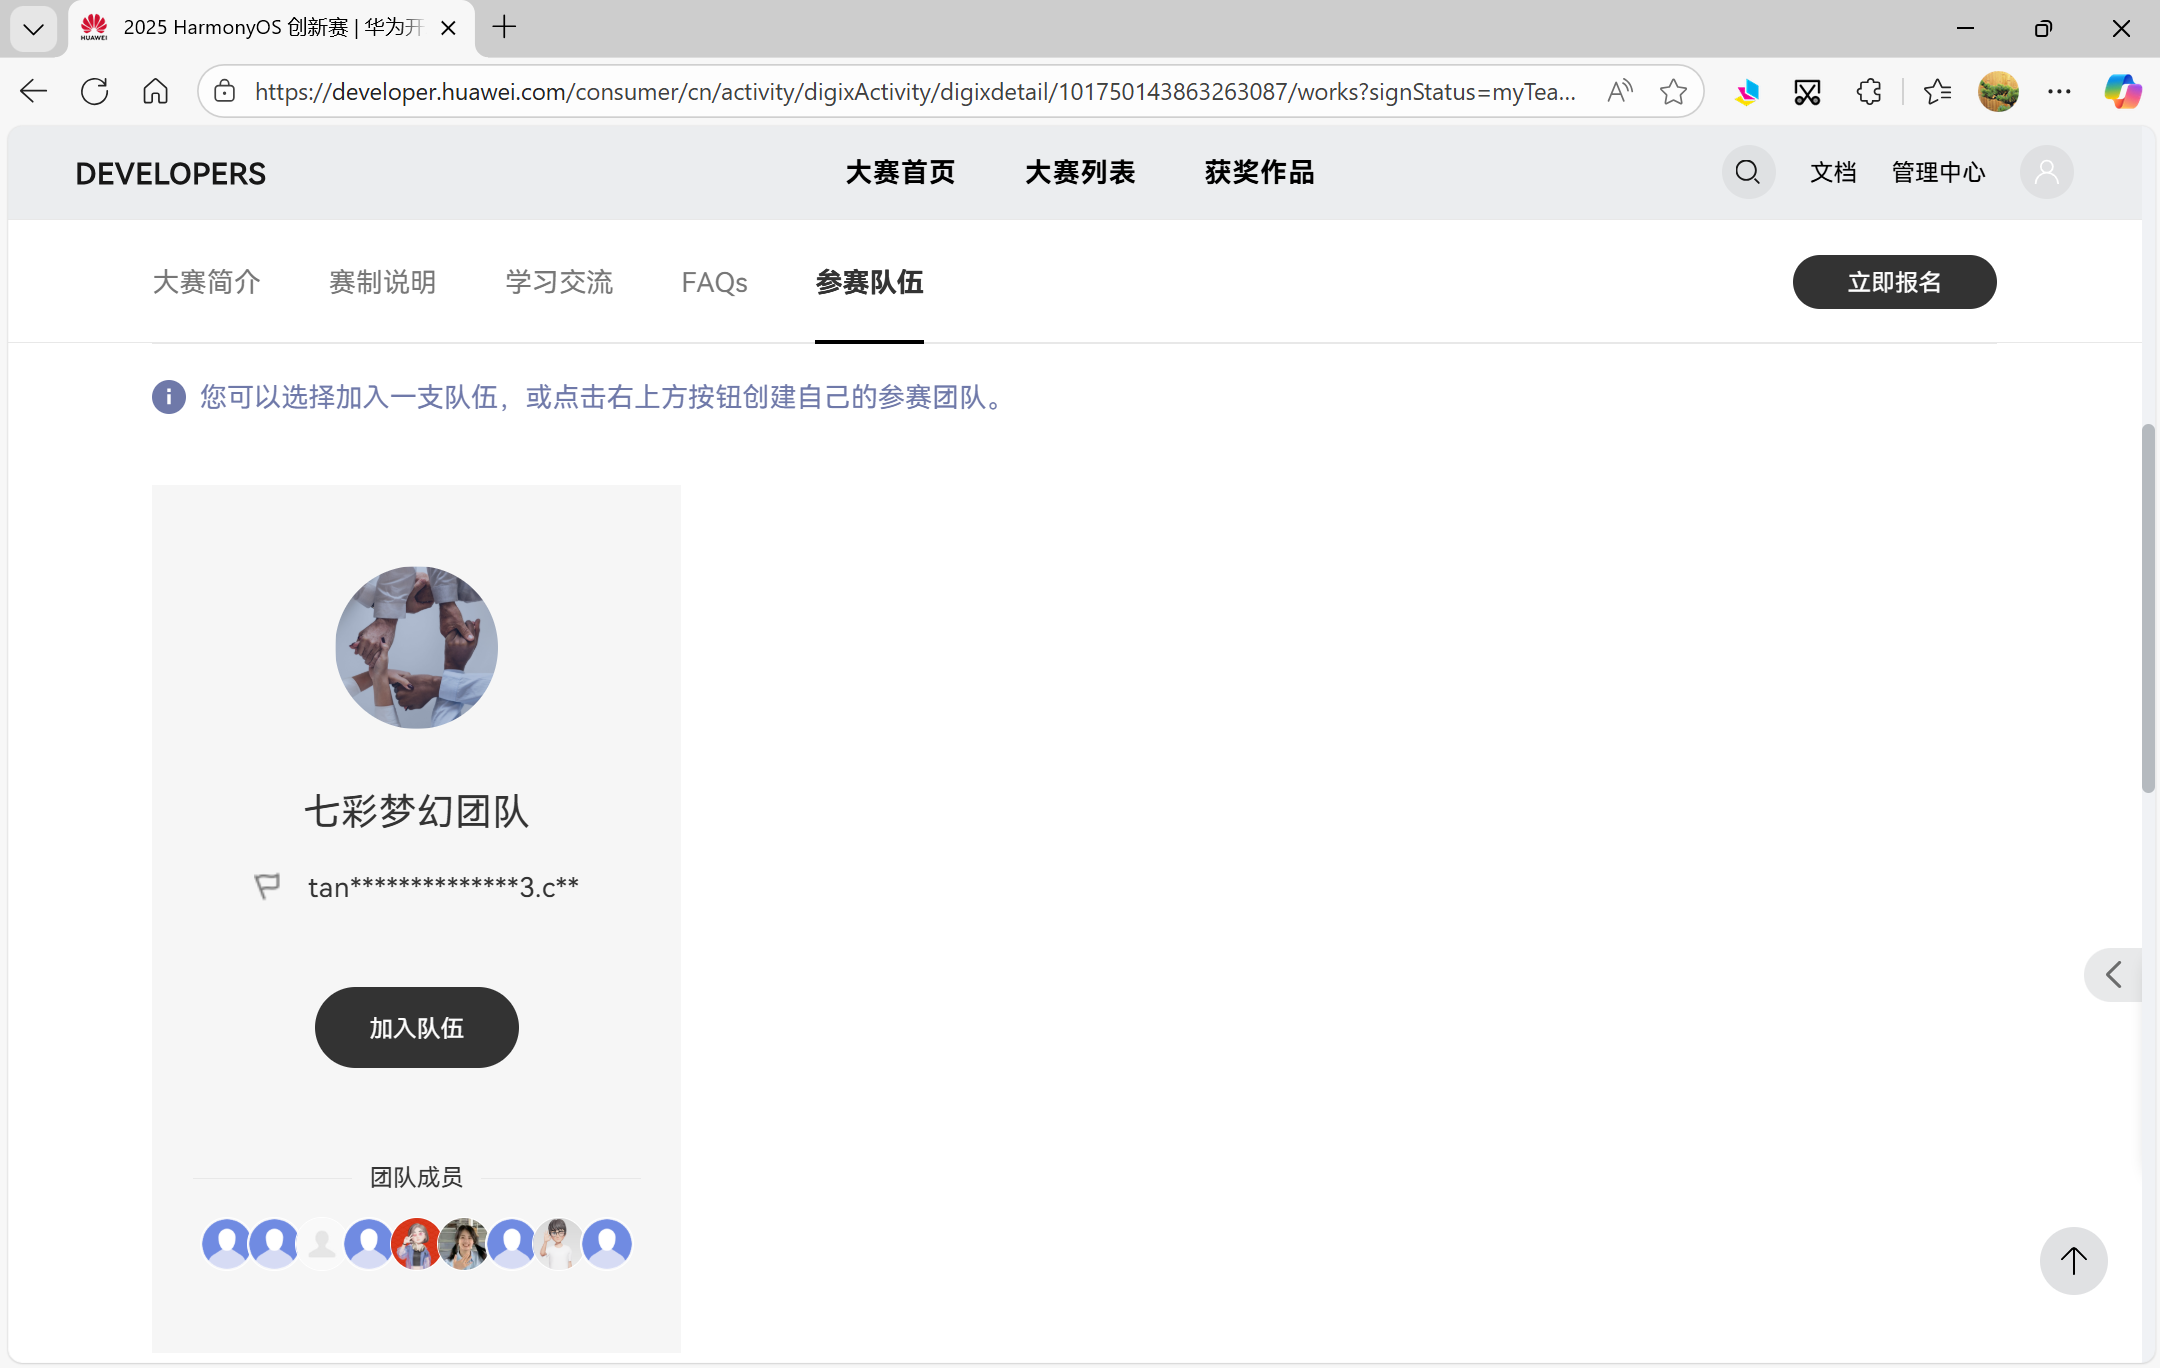 2025 HarmonyOS 创新赛 | 华为开
https://developer.huawei.com/consumer/cn/activity/digixActivity/digixdetail/101750143863263087/works?signStatus=myTea...
DEVELOPERS
大赛首页
大赛列表
获奖作品
文档
管理中心
大赛简介
赛制说明
学习交流
FAQs
参赛队伍
立即报名
您可以选择加入一支队伍，或点击右上方按钮创建自己的参赛团队。
七彩梦幻团队
tan**************3.c**
加入队伍
团队成员